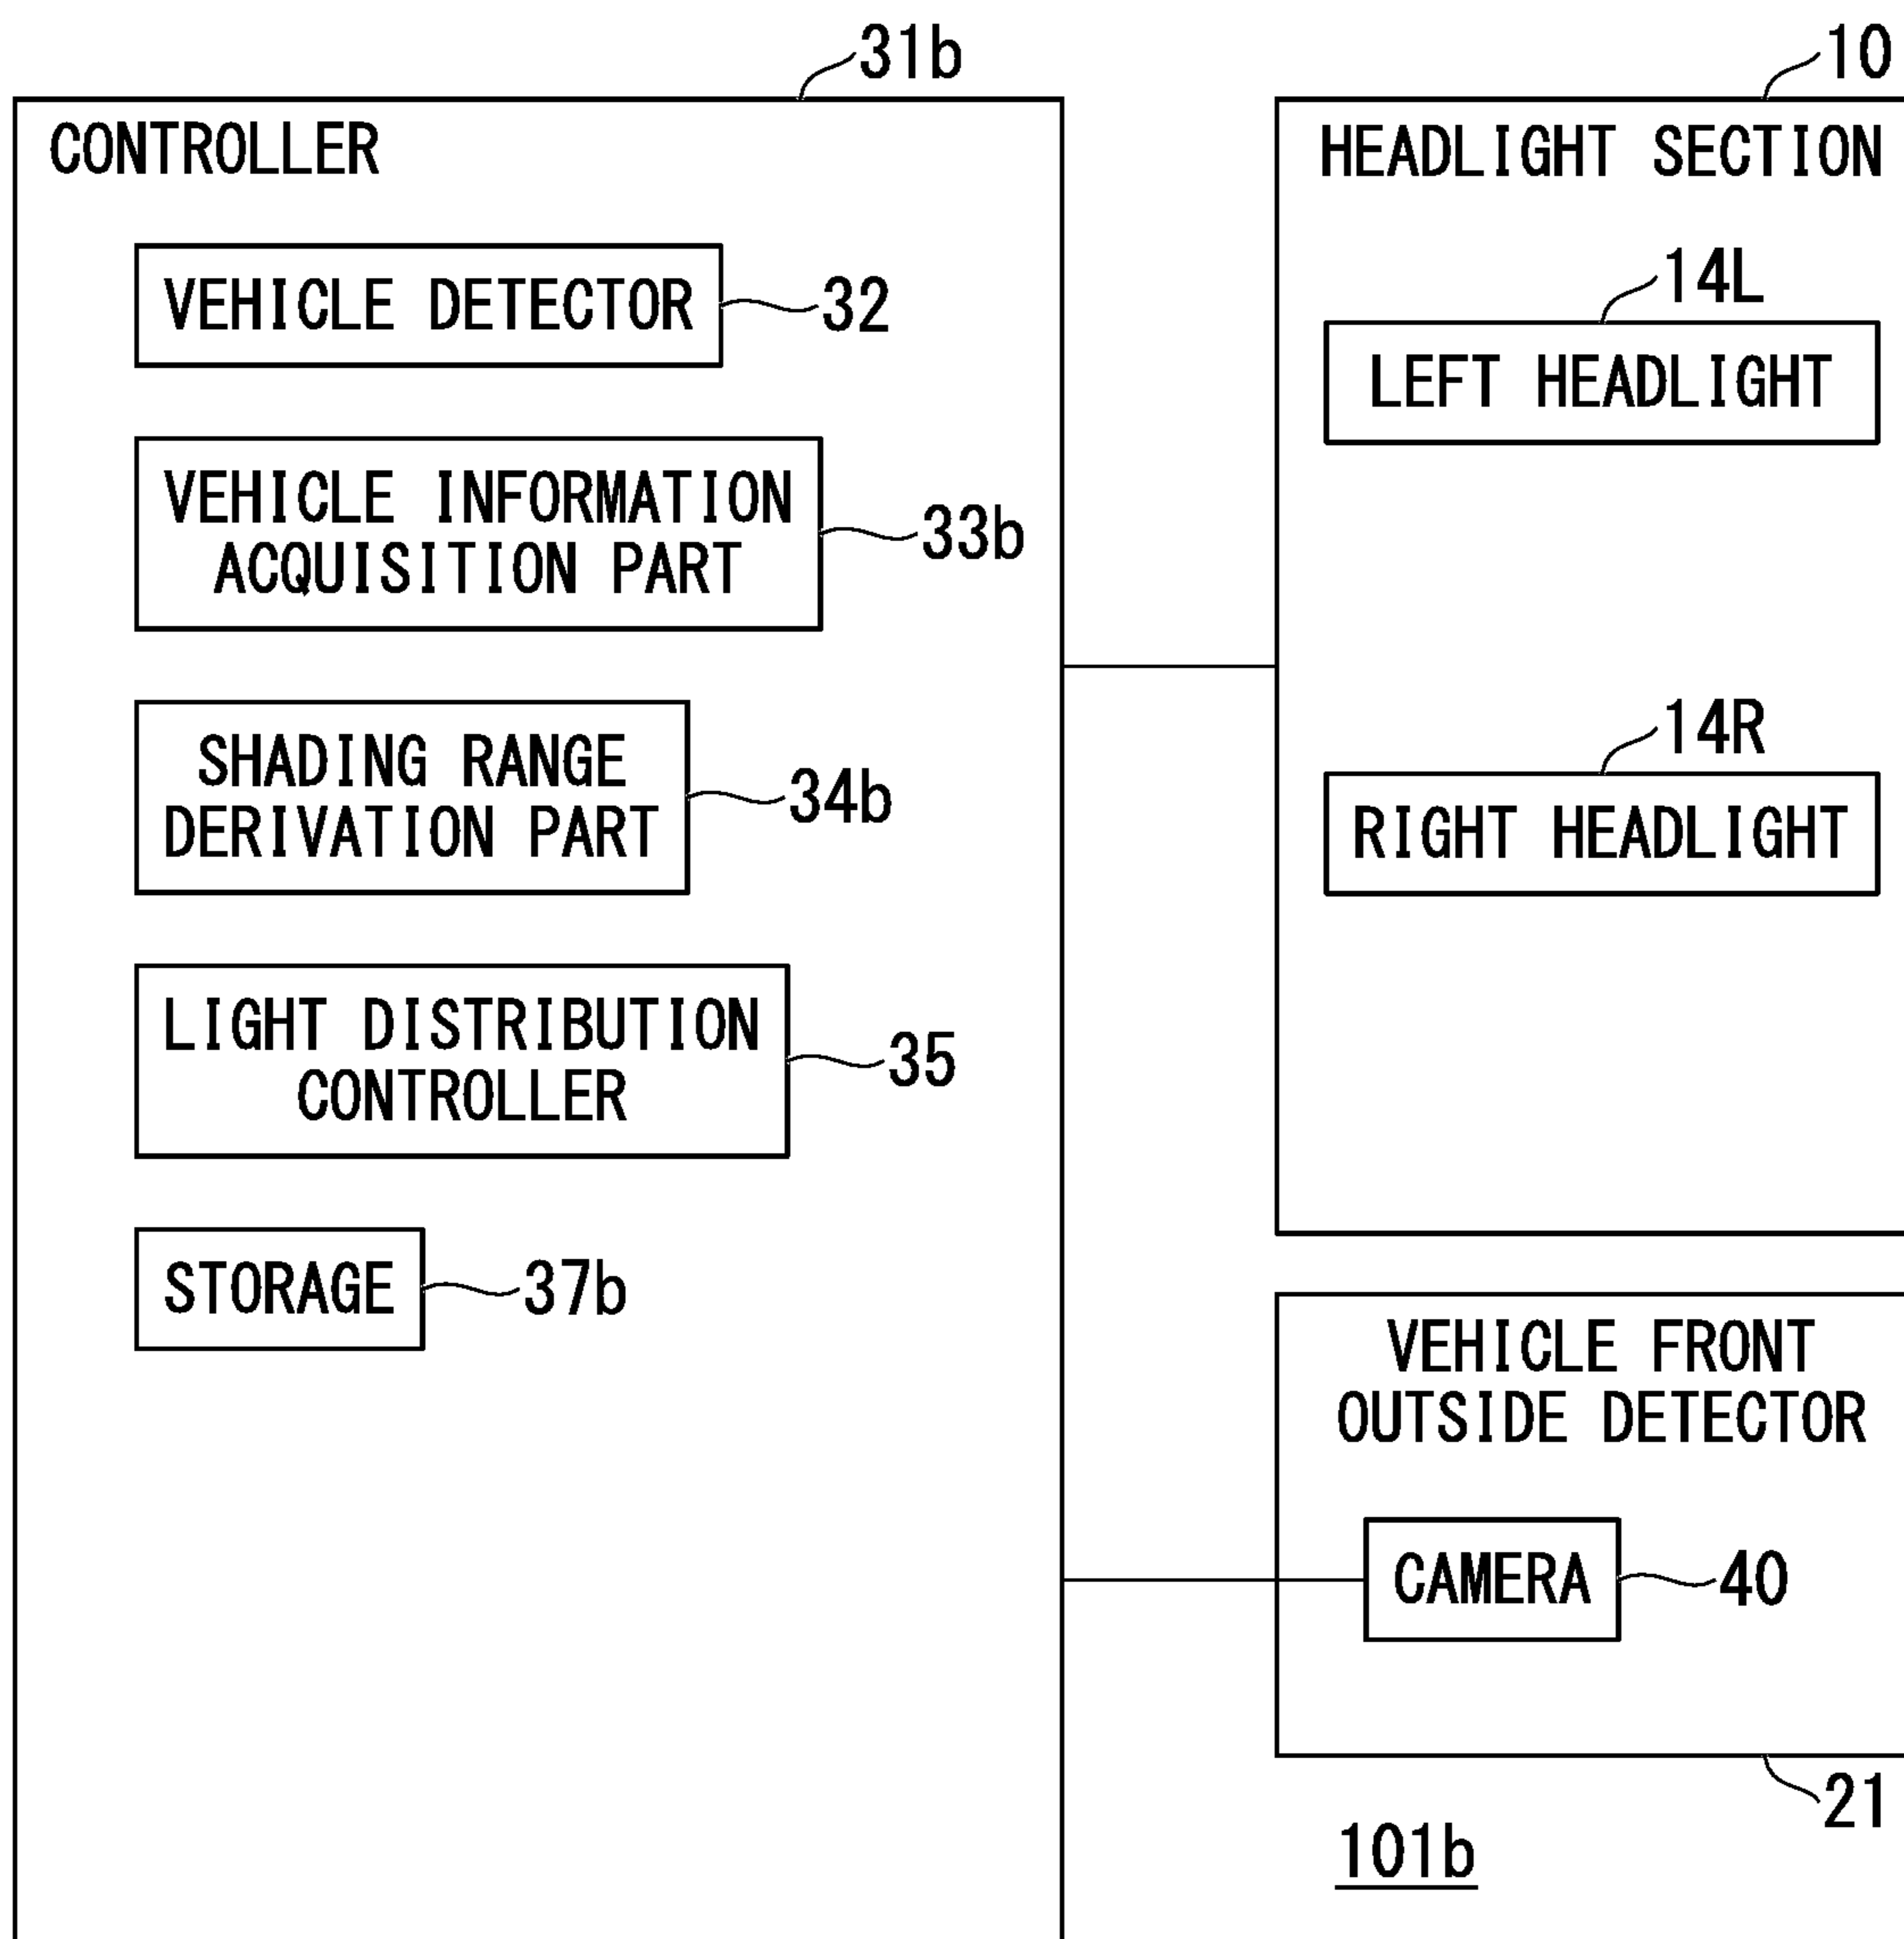 31b
CONTROLLER
VEHICLE DETECTOR
32
VEHICLE INFORMATION
ACQUISITION PART
33b
SHADING RANGE
DERIVATION PART
34b
LIGHT DISTRIBUTION
CONTROLLER
35
STORAGE
37b
10
HEADLIGHT SECTION
14L
LEFT HEADLIGHT
14R
RIGHT HEADLIGHT
VEHICLE FRONT
OUTSIDE DETECTOR
CAMERA
40
21
101b